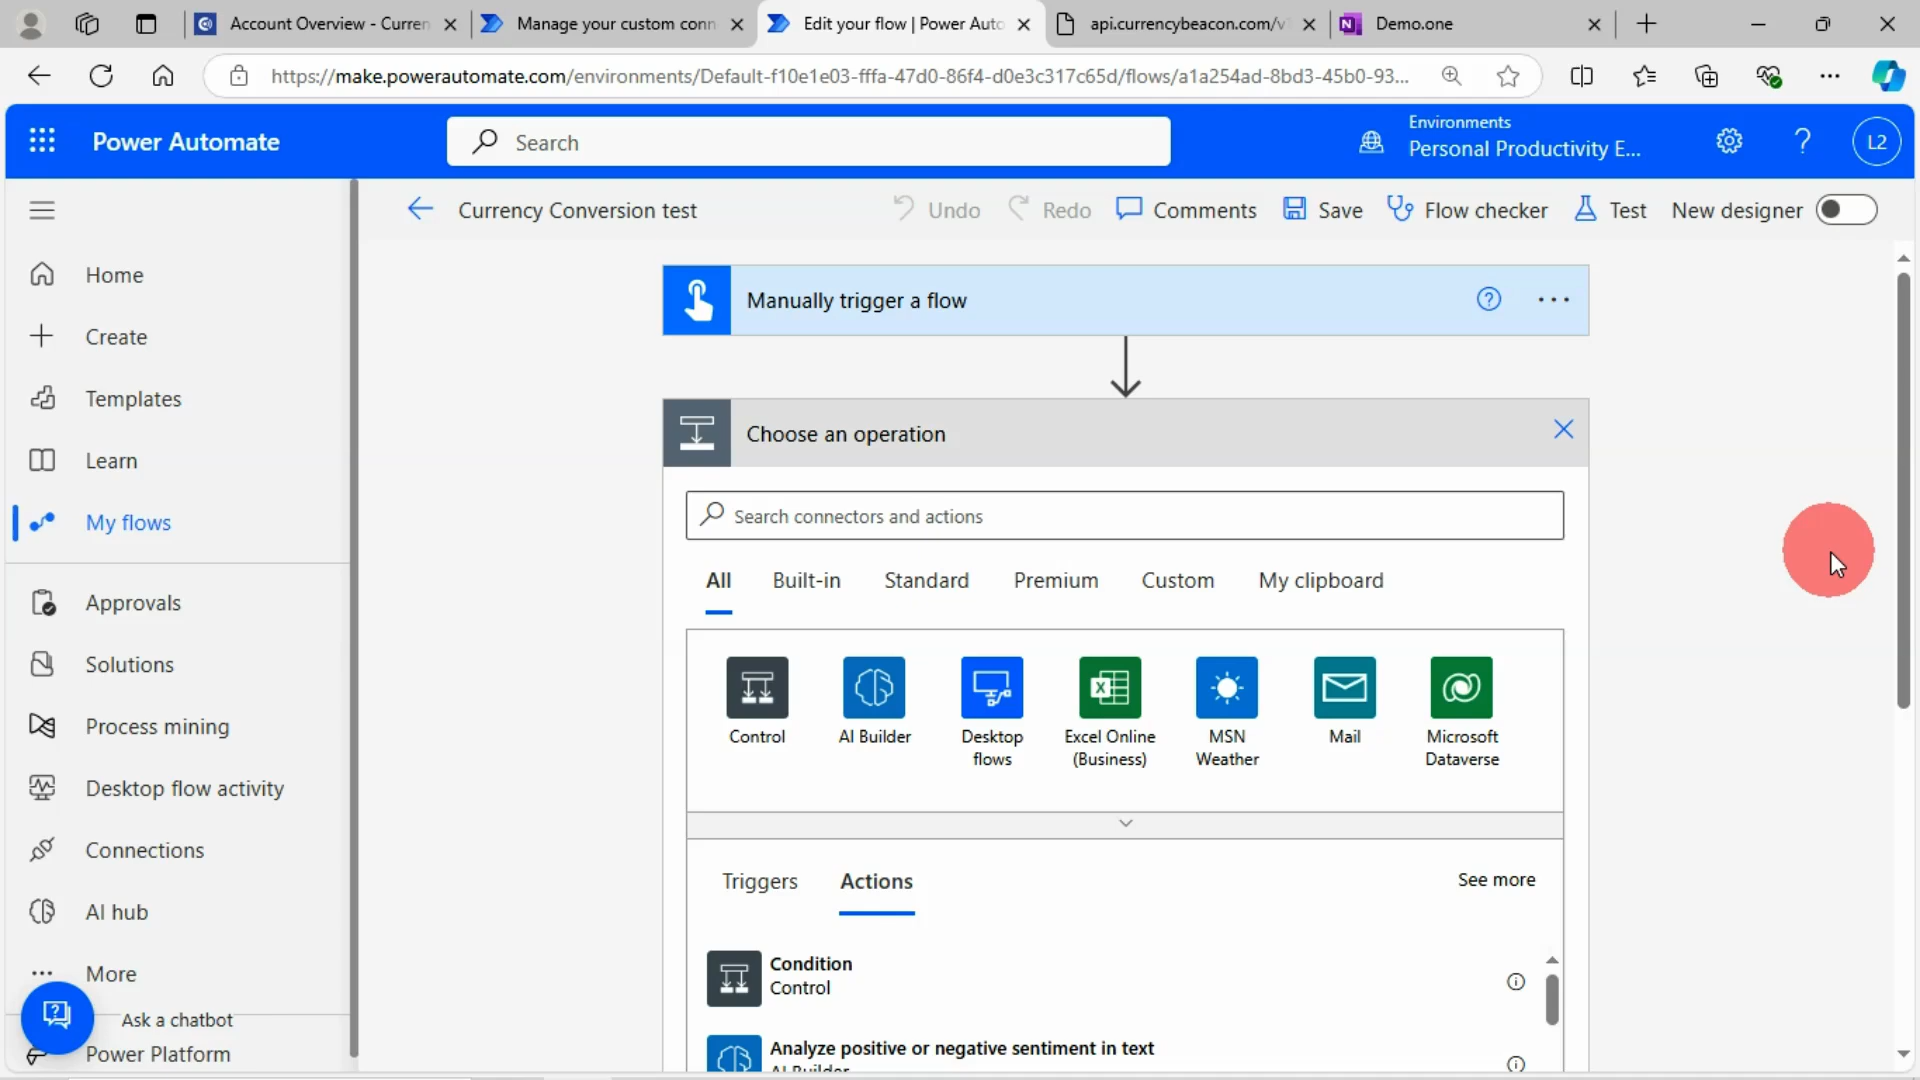 Account Overview - Curren
Manage your custom conn
Edit your flow | Power Auto
api.currencybeacon.com/v
Demo.one
https://make.powerautomate.com/environments/Default-f10e1e03-fffa-47d0-86f4-d0e3c317c65d/flows/a1a254ad-8bd3-45b0-93...
Power Automate
Search
Environments
Personal Productivity E...
?
L2
Currency Conversion test
Undo
Redo
Comments
Save
Flow checker
Test
New designer
Home
Create
Templates
Learn
My flows
Approvals
Solutions
Process mining
Desktop flow activity
Connections
AI hub
More
Ask a chatbot
Power Platform
Manually trigger a flow
Choose an operation
Search connectors and actions
All
Built-in
Standard
Premium
Custom
My clipboard
Control
AI Builder
Desktop
flows
Excel Online
(Business)
MSN
Weather
Mail
Microsoft
Dataverse
Triggers
Actions
See more
Condition
Control
Analyze positive or negative sentiment in text
AI Builder